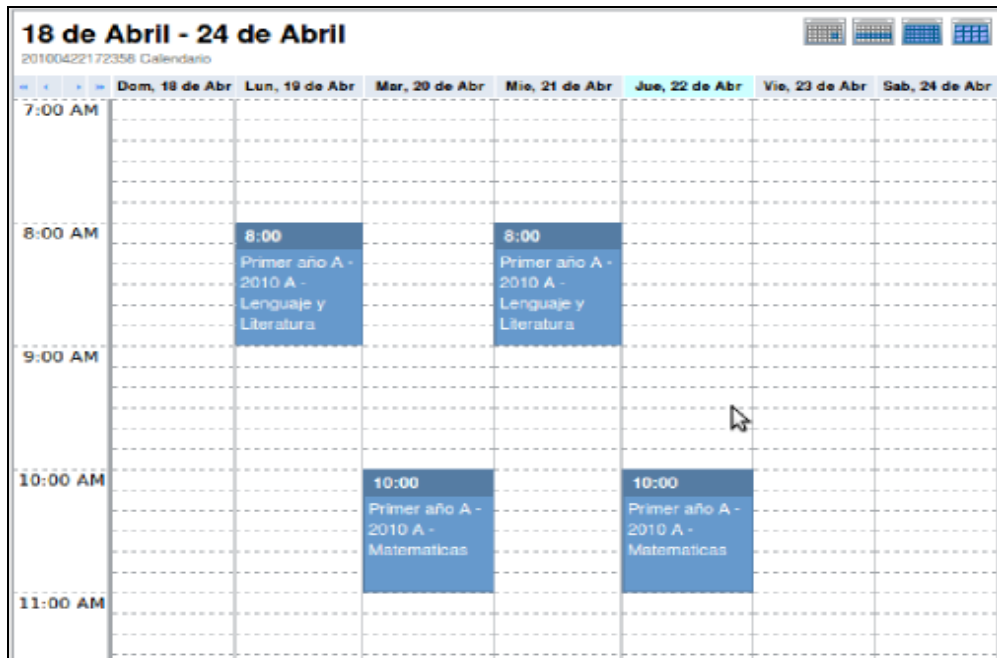 18 de Abril - 24 de Abril
20100422172358 Calendario
Dom, 18 de Abr Lun, 19 de Abr Mar, 20 de Abr Mie, 21 de Abr Jue, 22 de Abr Vie, 23 de Abr Sab, 24 de Abr
7:00 AM
8:00 AM
8:00
Primer año A -
2010 A -
Lenguaje y
Literatura
8:00
Primer año A -
2010 A -
Lenguaje y
Literatura
9:00 AM
10:00 AM
10:00
Primer año A -
2010 A -
Matematicas
10:00
Primer año A -
2010 A -
Matematicas
11:00 AM